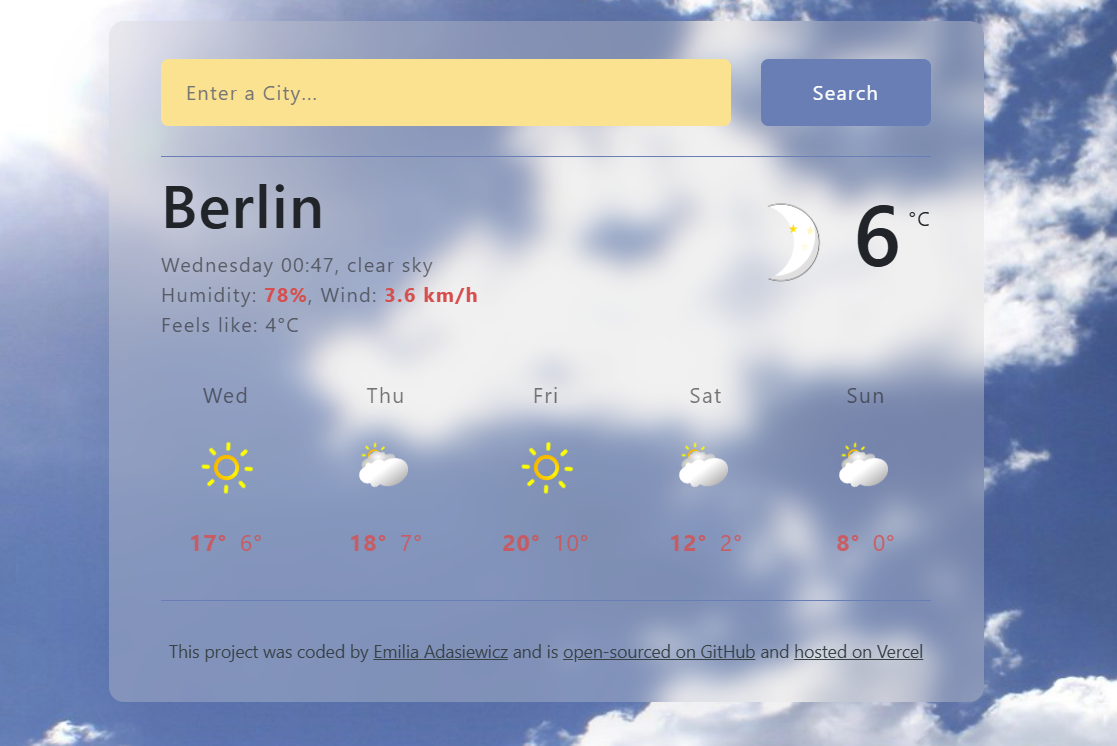 Enter a City...
Search
Berlin
6 °C
Wednesday 00:47, clear sky
Humidity: 78%, Wind: 3.6 km/h
Feels like: 4°C
Wed Thu Fri Sat Sun
17° 6° 18° 7° 20° 10° 12° 2° 8° 0°
This project was coded by Emilia Adasiewicz and is open-sourced on GitHub and hosted on Vercel